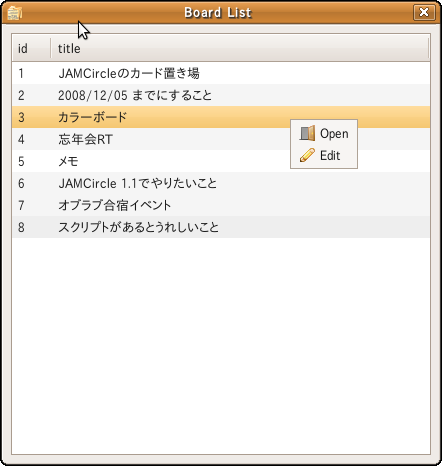 Board List
id title
1 JAMCircleのカード置き場
2 2008/12/05 までにすること
3 カラーボード
Open
4 忘年会RT
Edit
5 メモ
6 JAMCircle 1.1でやりたいこと
7 オブラブ合宿イベント
8 スクリプトがあるとうれしいこと